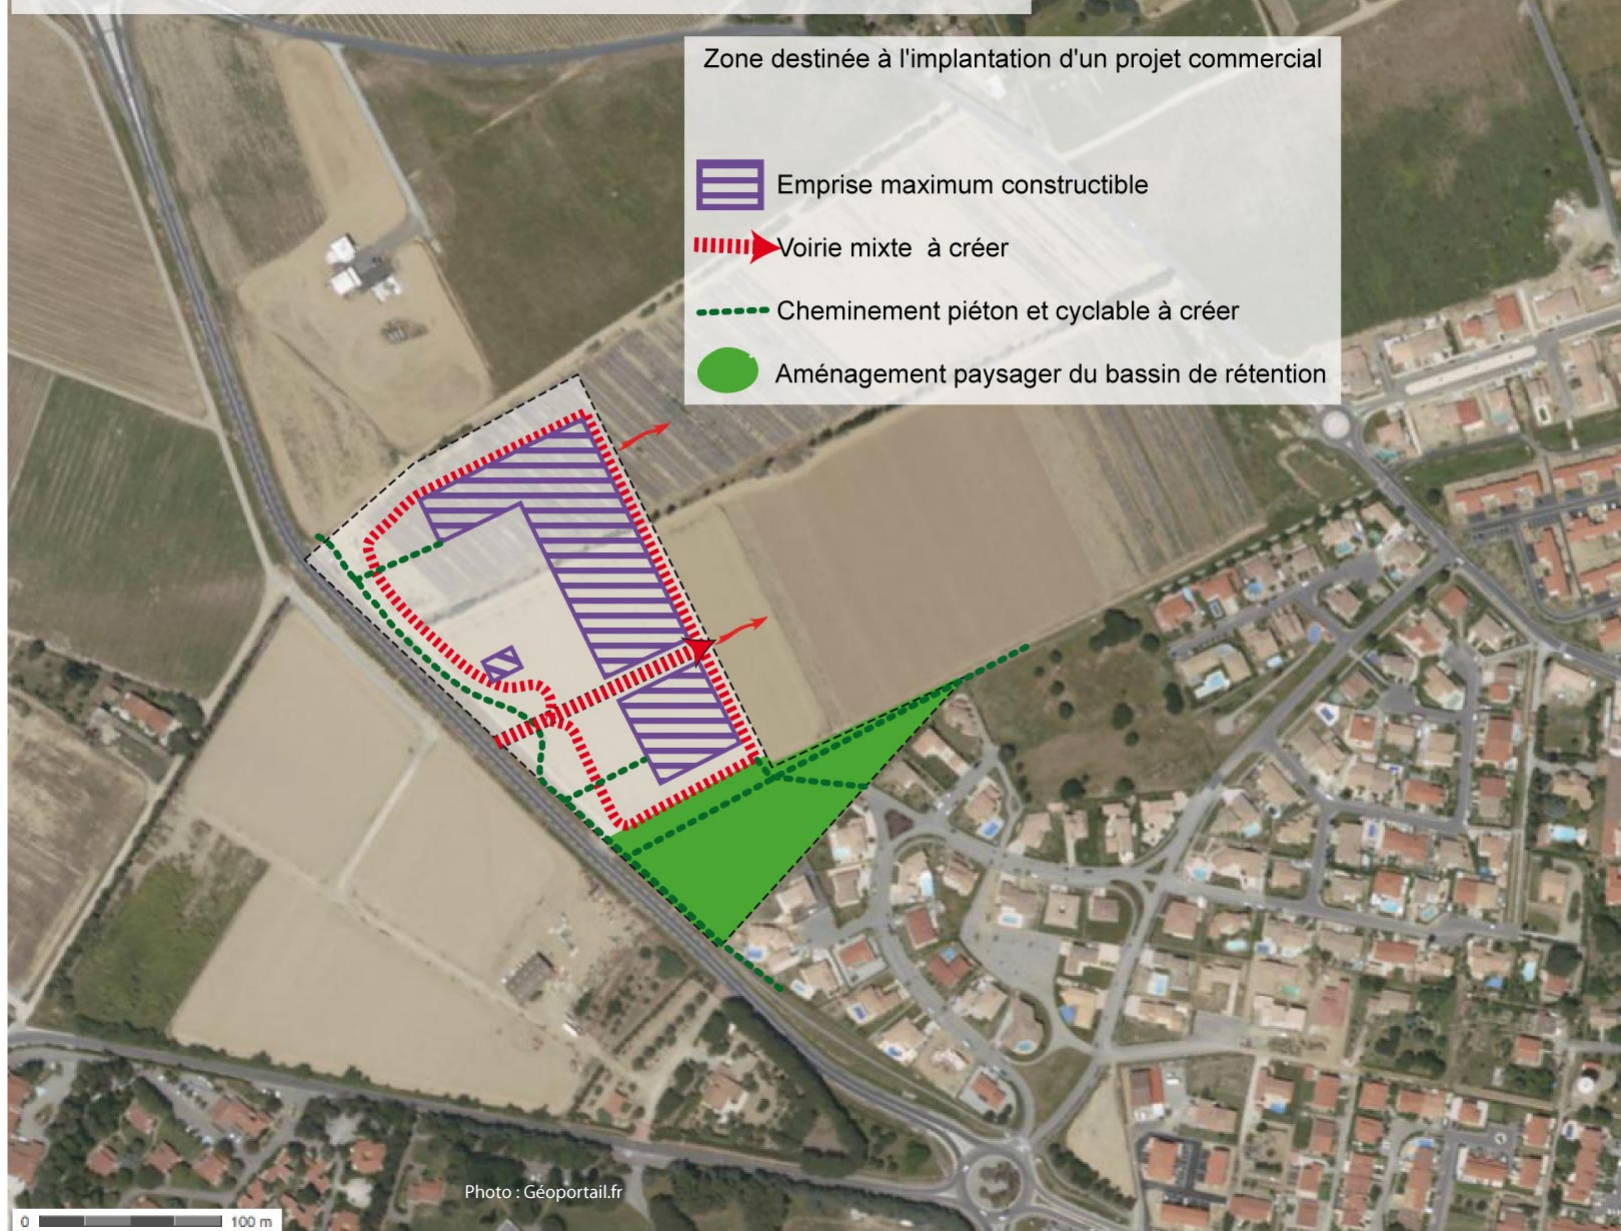 Zone destinée à l'implantation d'un projet commercial
Emprise maximum constructible
Voirie mixte à créer
Cheminement piéton et cyclable à créer
Aménagement paysager du bassin de rétention
Photo : Géoportail.fr
0 100 m